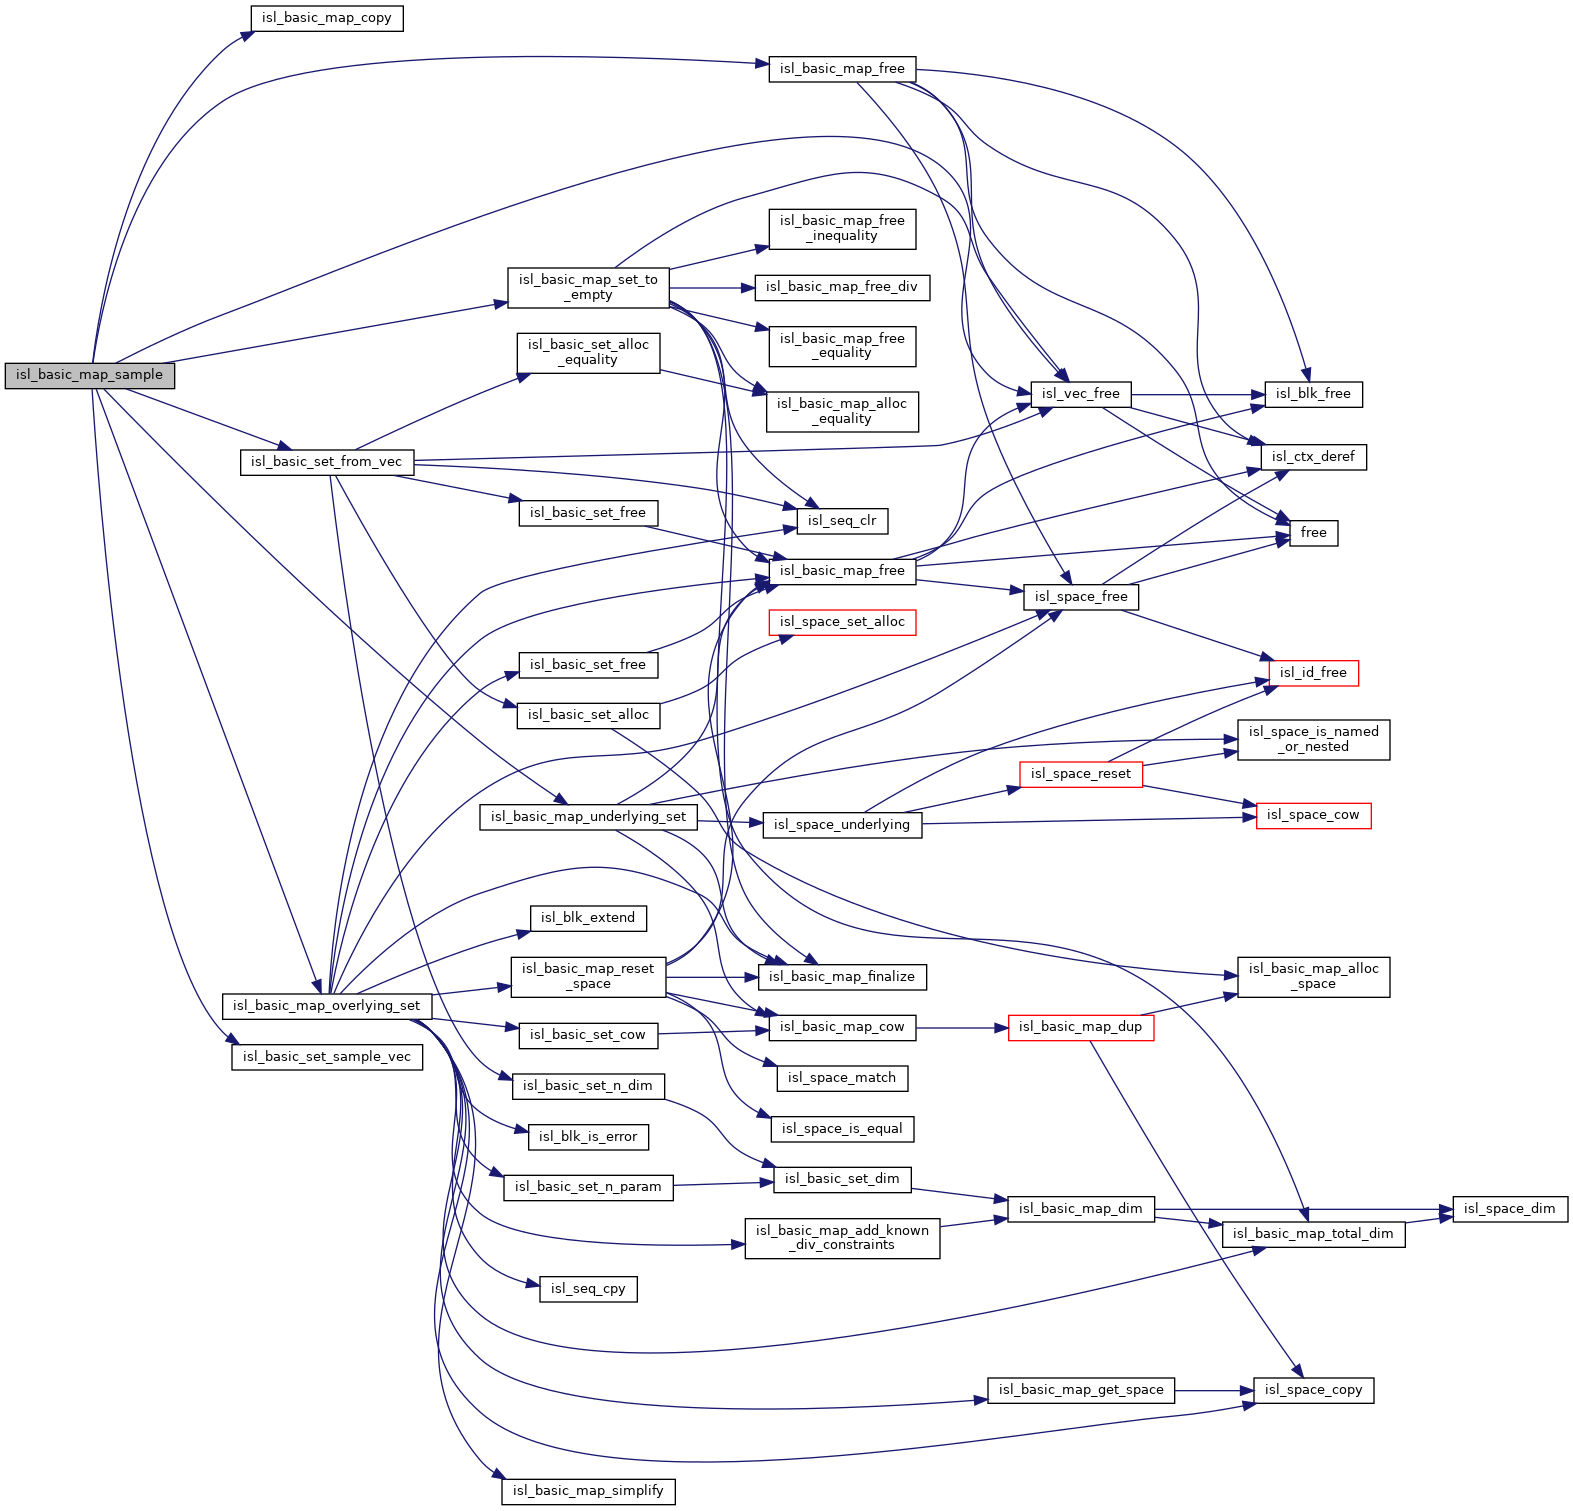 isl_basic_map_copy
isl_basic_map_free
isl_basic_map_free
_inequality
isl_basic_map_set_to
_empty
isl_basic_map_free_div
isl_basic_set_alloc
_equality
isl_basic_map_free
_equality
isl_basic_map_sample
isl_vec_free
isl_blk_free
isl_basic_map_alloc
_equality
isl_basic_set_from_vec
isl_ctx_deref
isl_basic_set_free
isl_seq_clr
free
isl_basic_map_free
isl_space_free
isl_space_set_alloc
isl_basic_set_free
isl_id_free
isl_basic_set_alloc
isl_space_is_named
_or_nested
isl_space_reset
isl_basic_map_underlying_set
isl_space_underlying
isl_space_cow
isl_blk_extend
isl_basic_map_reset
_space
isl_basic_map_finalize
isl_basic_map_alloc
_space
isl_basic_map_overlying_set
isl_basic_set_cow
isl_basic_map_cow
isl_basic_map_dup
isl_basic_set_sample_vec
isl_space_match
isl_basic_set_n_dim
isl_blk_is_error
isl_space_is_equal
isl_basic_set_n_param
isl_basic_set_dim
isl_basic_map_dim
isl_space_dim
isl_basic_map_add_known
_div_constraints
isl_basic_map_total_dim
isl_seq_cpy
isl_basic_map_get_space
isl_space_copy
isl_basic_map_simplify